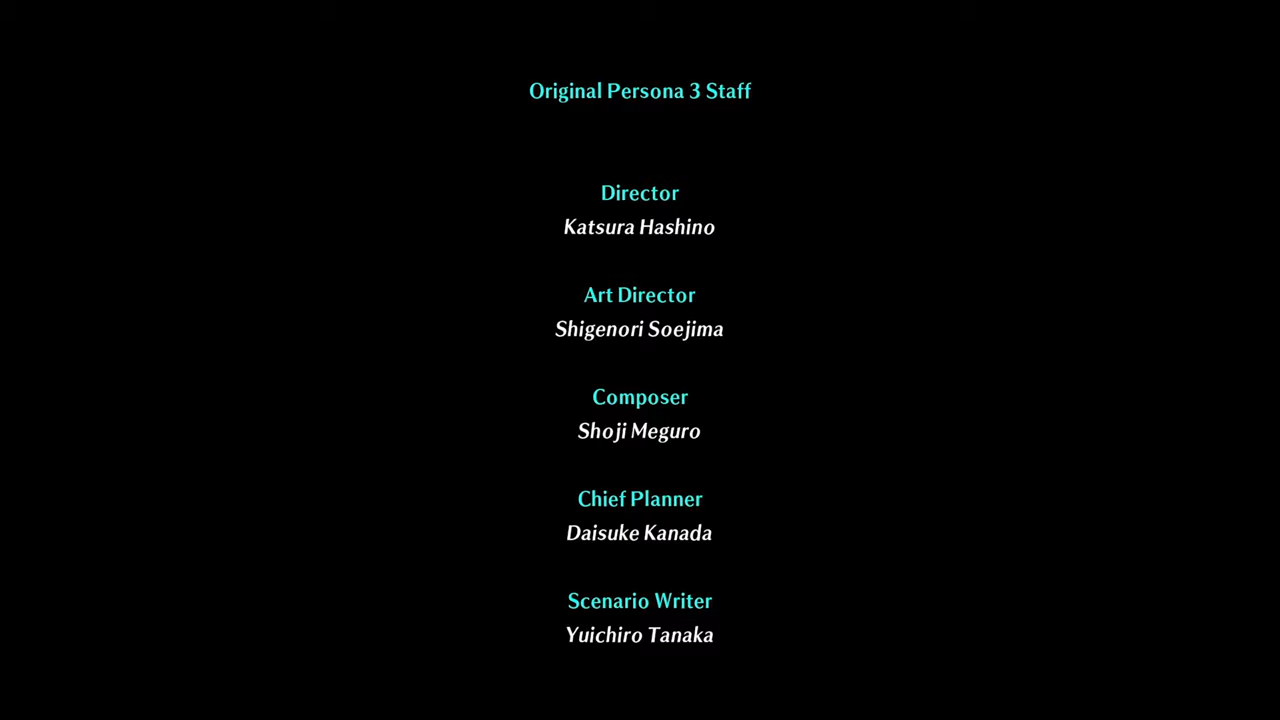 Original Persona 3 Staff
Director
Katsura Hashino
Art Director
Shigenori Soejima
Composer
Shoji Meguro
Chief Planner
Daisuke Kanada
Scenario Writer
Yuichiro Tanaka